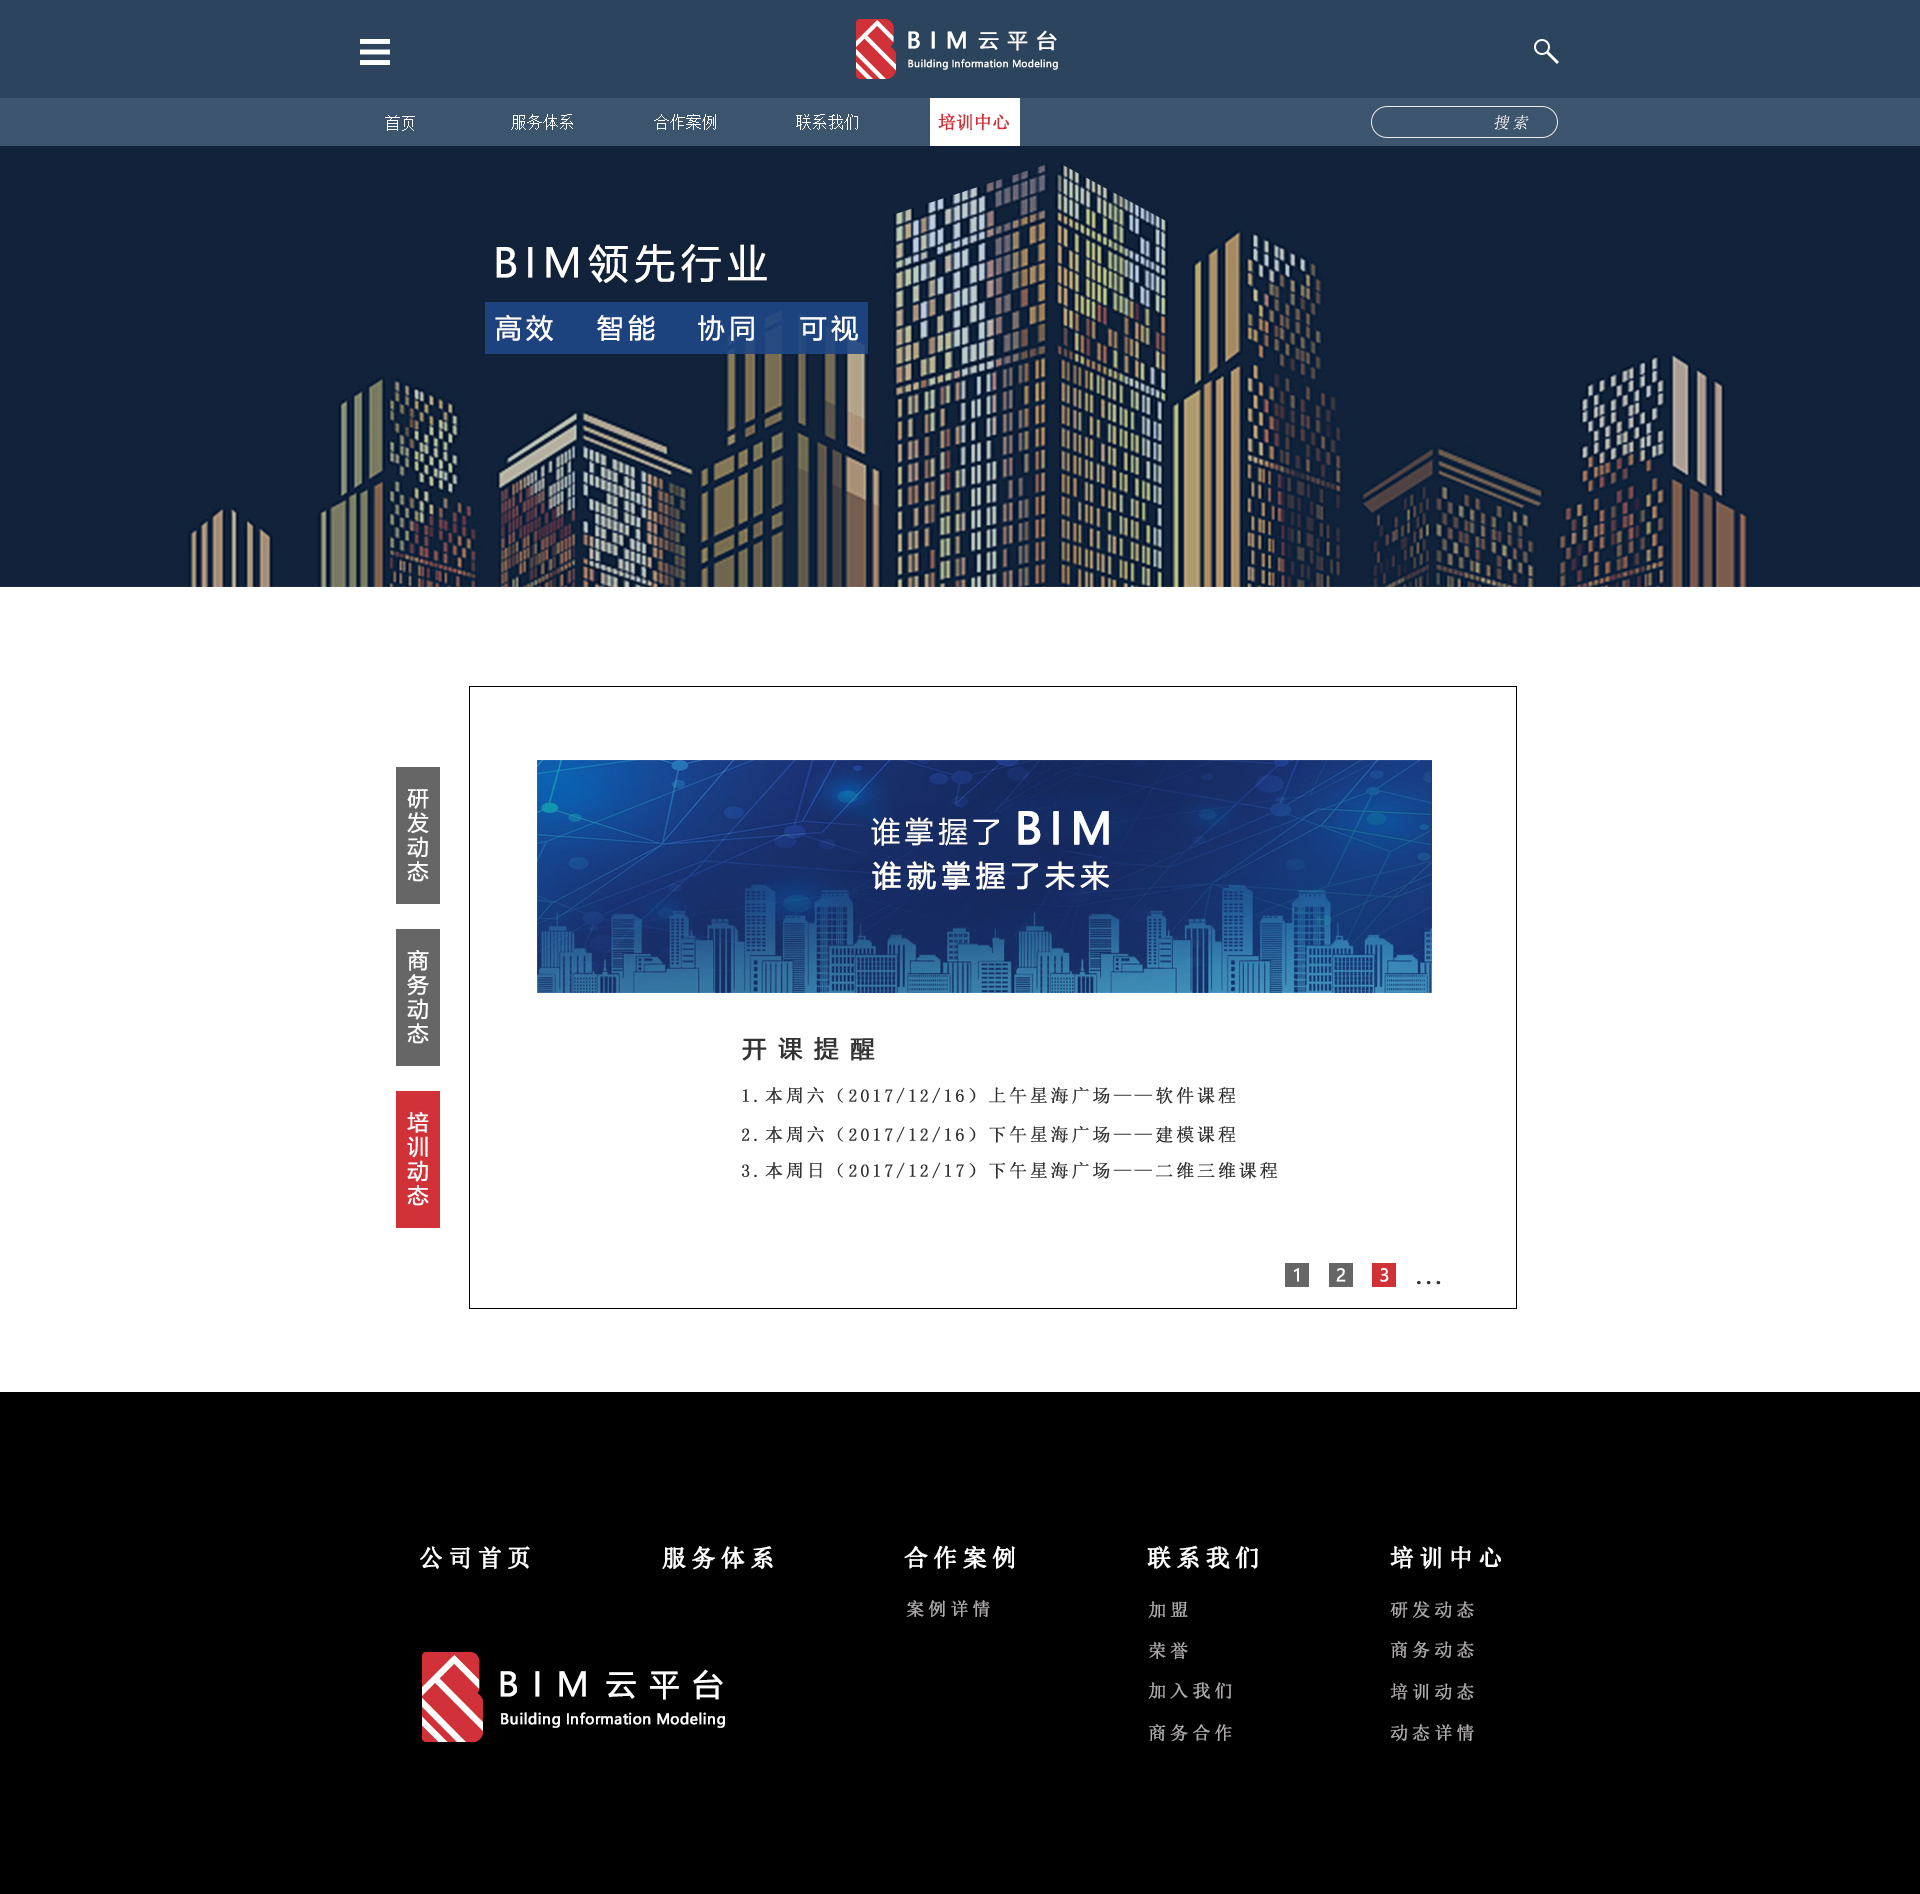 BIM云平台
Building Information Modeling
首页 服务体系 合作案例 联系我们 培训中心 搜索
BIM领先行业
高效 智能 协同 可视
研发动态
商务动态
培训动态
谁掌握了 BIM
谁就掌握了未来
开课提醒
1.本周六（2017/12/16）上午星海广场——软件课程
2.本周六（2017/12/16）下午星海广场——建模课程
3.本周日（2017/12/17）下午星海广场——二维三维课程
1 2 3 ...
公司首页 服务体系 合作案例 联系我们 培训中心
案例详情 加盟 研发动态
荣誉 商务动态
加入我们 培训动态
商务合作 动态详情
BIM云平台
Building Information Modeling